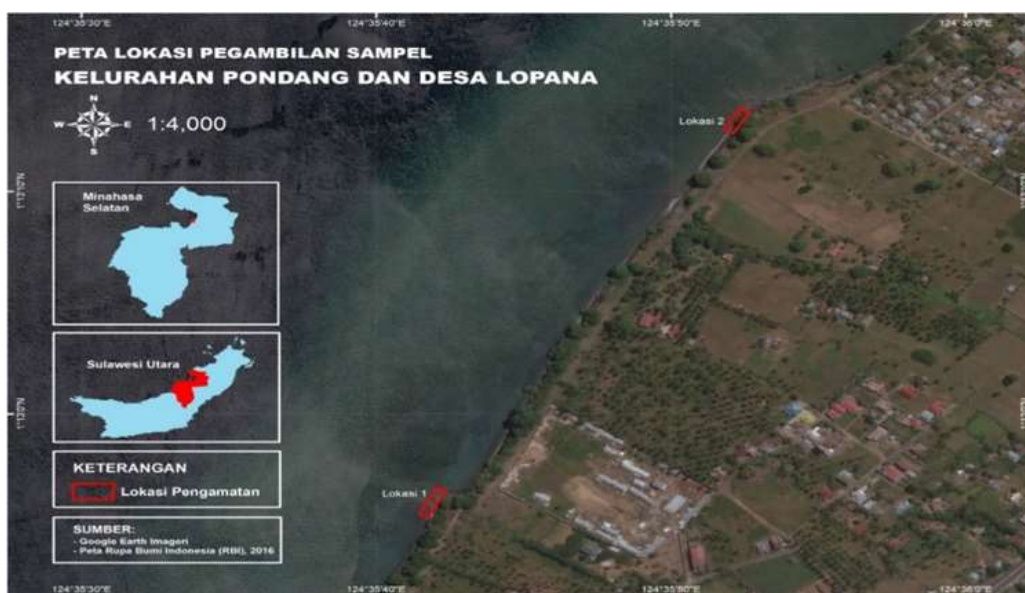 124°35'30"E 124°35'40"E 124°35'50"E 124°36'0"E
PETA LOKASI PEGAMBILAN SAMPEL
KELURAHAN PONDANG DAN DESA LOPANA
N
W E
S
1:4,000
Lokasi 2
Minahasa
Selatan
Sulawesi Utara
1°12'0"N
KETERANGAN
Lokasi Pengamatan
Lokasi 1
SUMBER:
- Google Earth Imageri
- Peta Rupa Bumi Indonesia (RBI), 2016
124°35'30"E 124°35'40"E 124°35'50"E 124°36'0"E